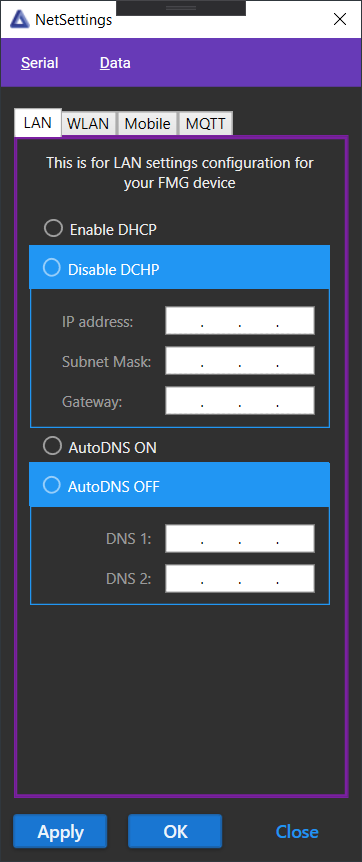 NetSettings
Serial Data
LAN WLAN Mobile MQTT
This is for LAN settings configuration for
your FMG device
Enable DHCP
Disable DCHP
IP address: . . .
Subnet Mask: . . .
Gateway: . . .
AutoDNS ON
AutoDNS OFF
DNS 1: . . .
DNS 2: . . .
Apply OK Close